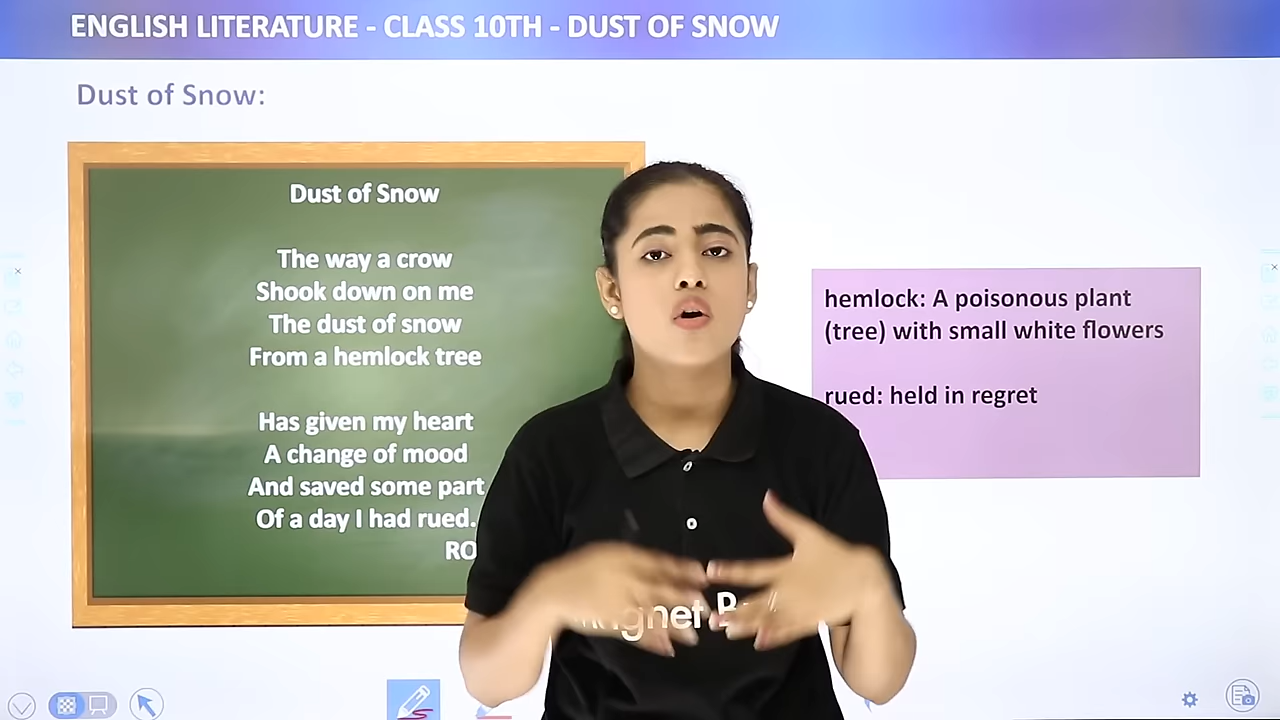 ENGLISH LITERATURE - CLASS 10TH - DUST OF SNOW
Dust of Snow:
Dust of Snow
The way a crow
Shook down on me
The dust of snow
From a hemlock tree
Has given my heart
A change of mood
And saved some part
Of a day I had rued.
RO
hemlock: A poisonous plant
(tree) with small white flowers
rued: held in regret